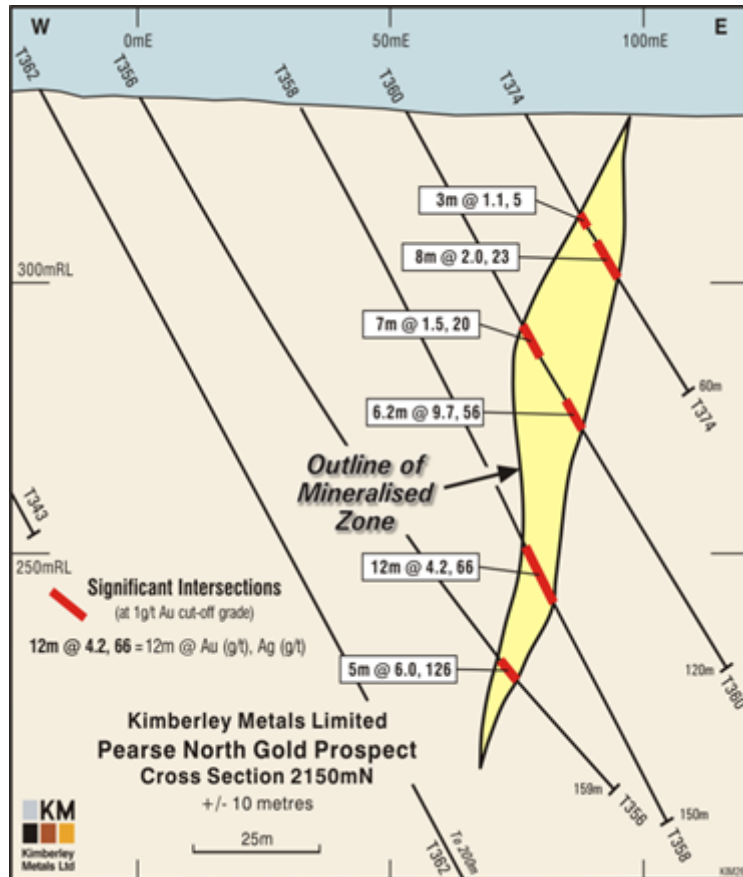 W
0mE
50mE
100mE
E
T362
T356
T358
T360
T374
3m @ 1.1, 5
8m @ 2.0, 23
300mRL
7m @ 1.5, 20
60m
T374
6.2m @ 9.7, 56
Outline of
Mineralised
Zone
T343
250mRL
12m @ 4.2, 66
Significant Intersections
(at 1g/t Au cut-off grade)
12m @ 4.2, 66 = 12m @ Au (g/t), Ag (g/t)
5m @ 6.0, 126
120m
T360
Kimberley Metals Limited
Pearse North Gold Prospect
Cross Section 2150mN
+/- 10 metres
25m
159m
T356
150m
T358
To 200m
T362
KM
Kimberley
Metals Ltd